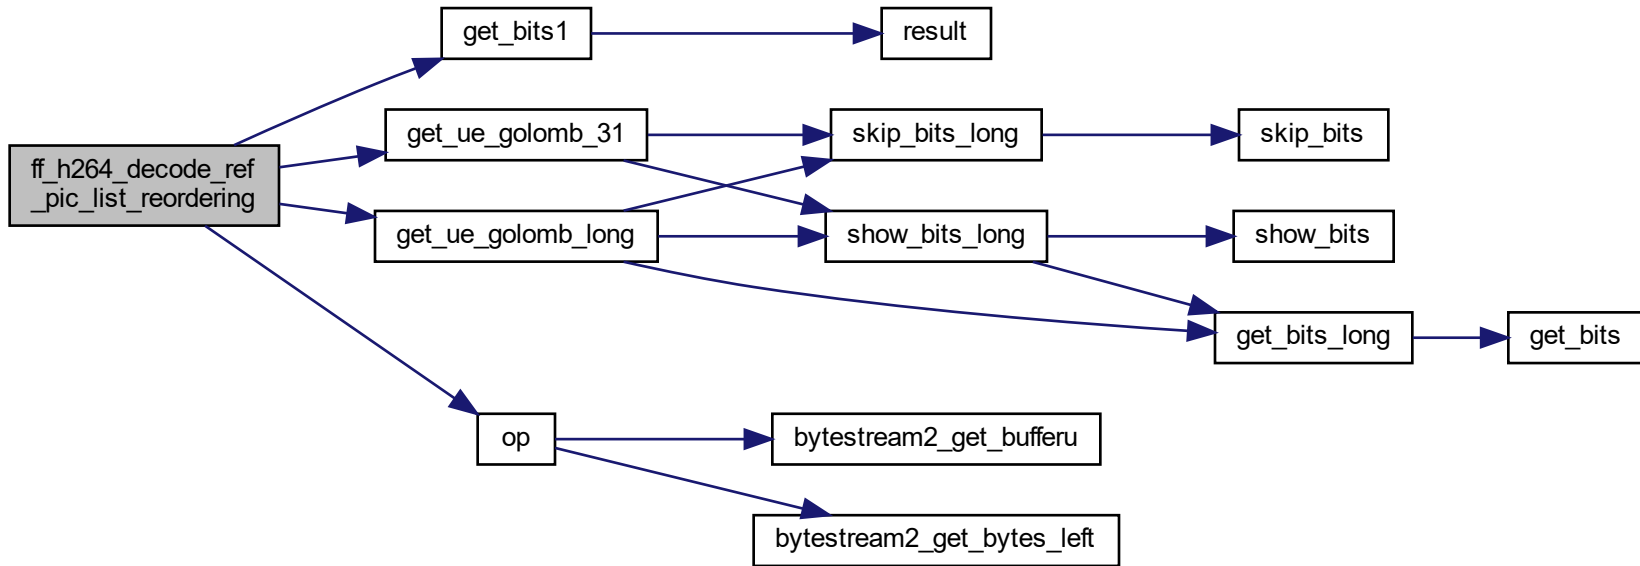 get_bits1
result
get_ue_golomb_31
skip_bits_long
skip_bits
ff_h264_decode_ref
_pic_list_reordering
get_ue_golomb_long
show_bits_long
show_bits
get_bits_long
get_bits
op
bytestream2_get_bufferu
bytestream2_get_bytes_left